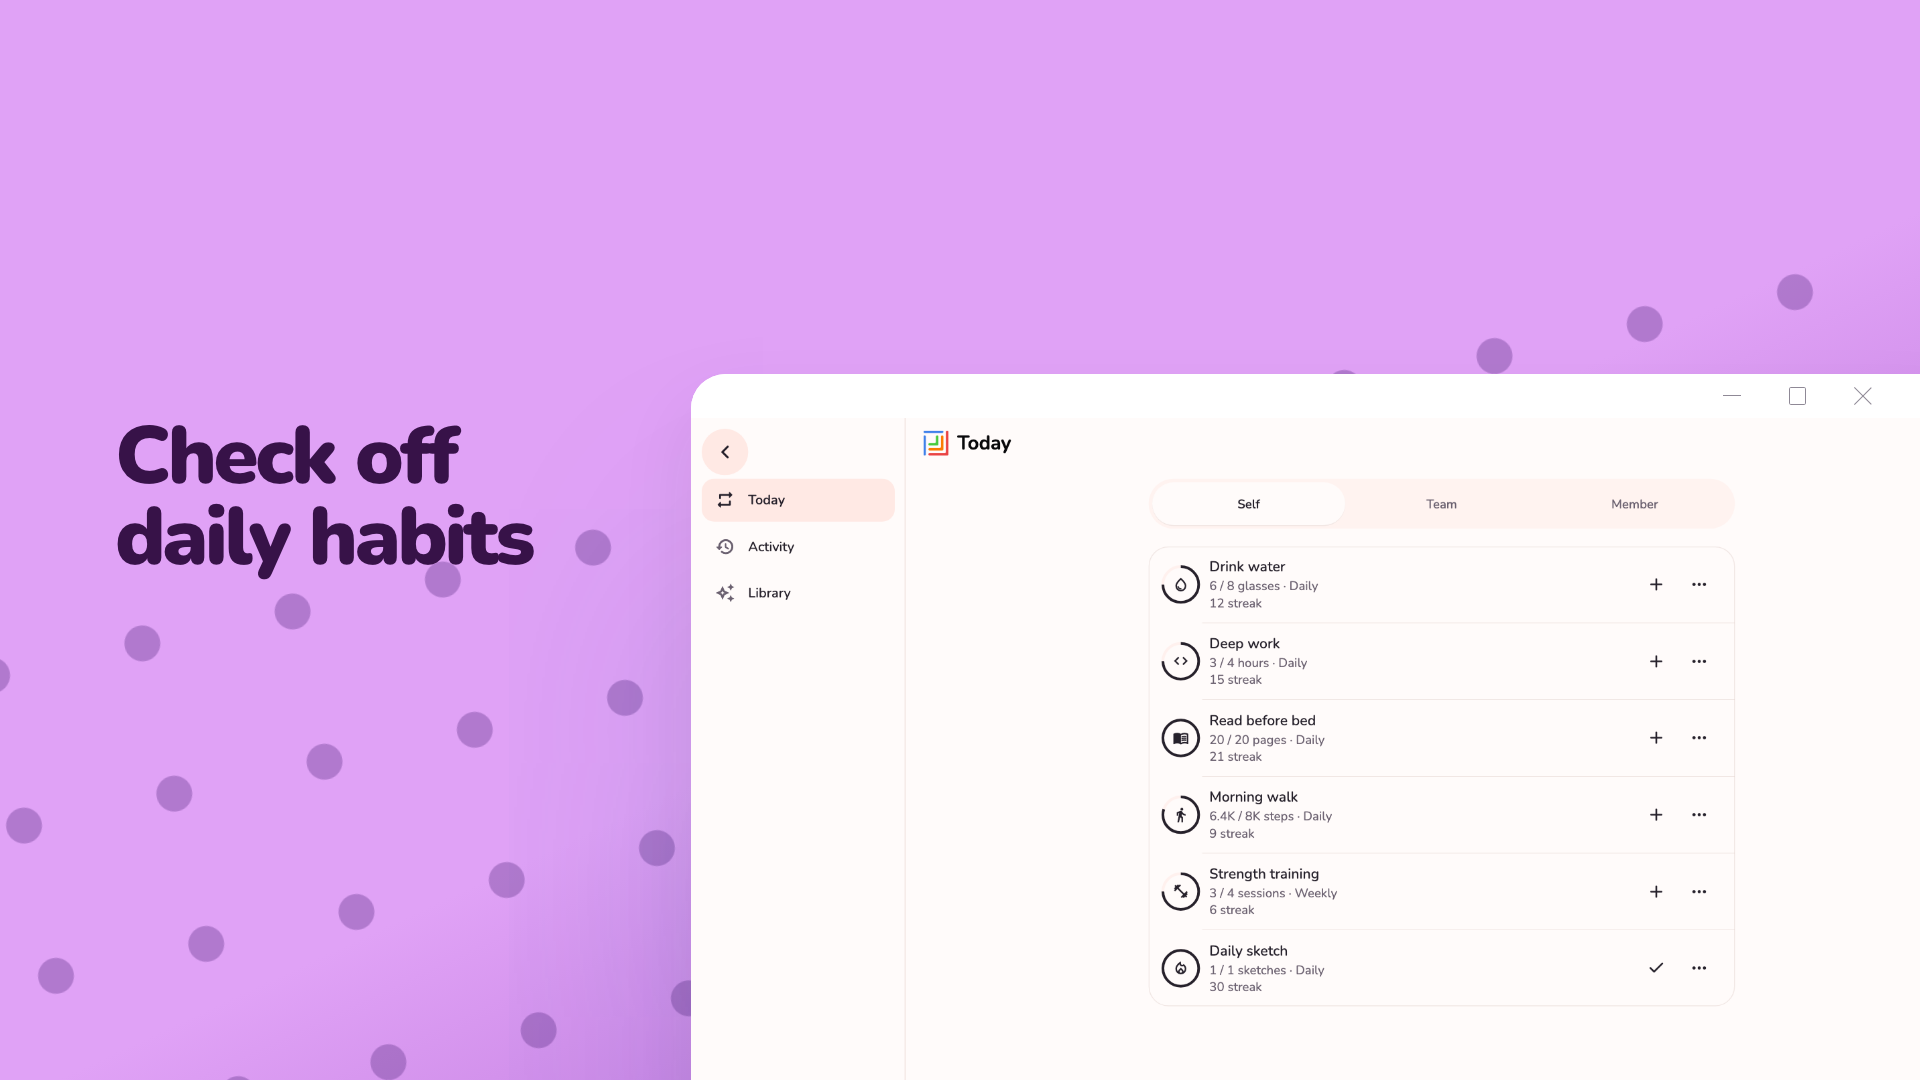 Check off
daily habits
Today
Activity
Library
Today
Self
Team
Member
Drink water
6 / 8 glasses · Daily
12 streak
Deep work
3 / 4 hours · Daily
15 streak
Read before bed
20 / 20 pages · Daily
21 streak
Morning walk
6.4K / 8K steps · Daily
9 streak
Strength training
3 / 4 sessions · Weekly
6 streak
Daily sketch
1 / 1 sketches · Daily
30 streak